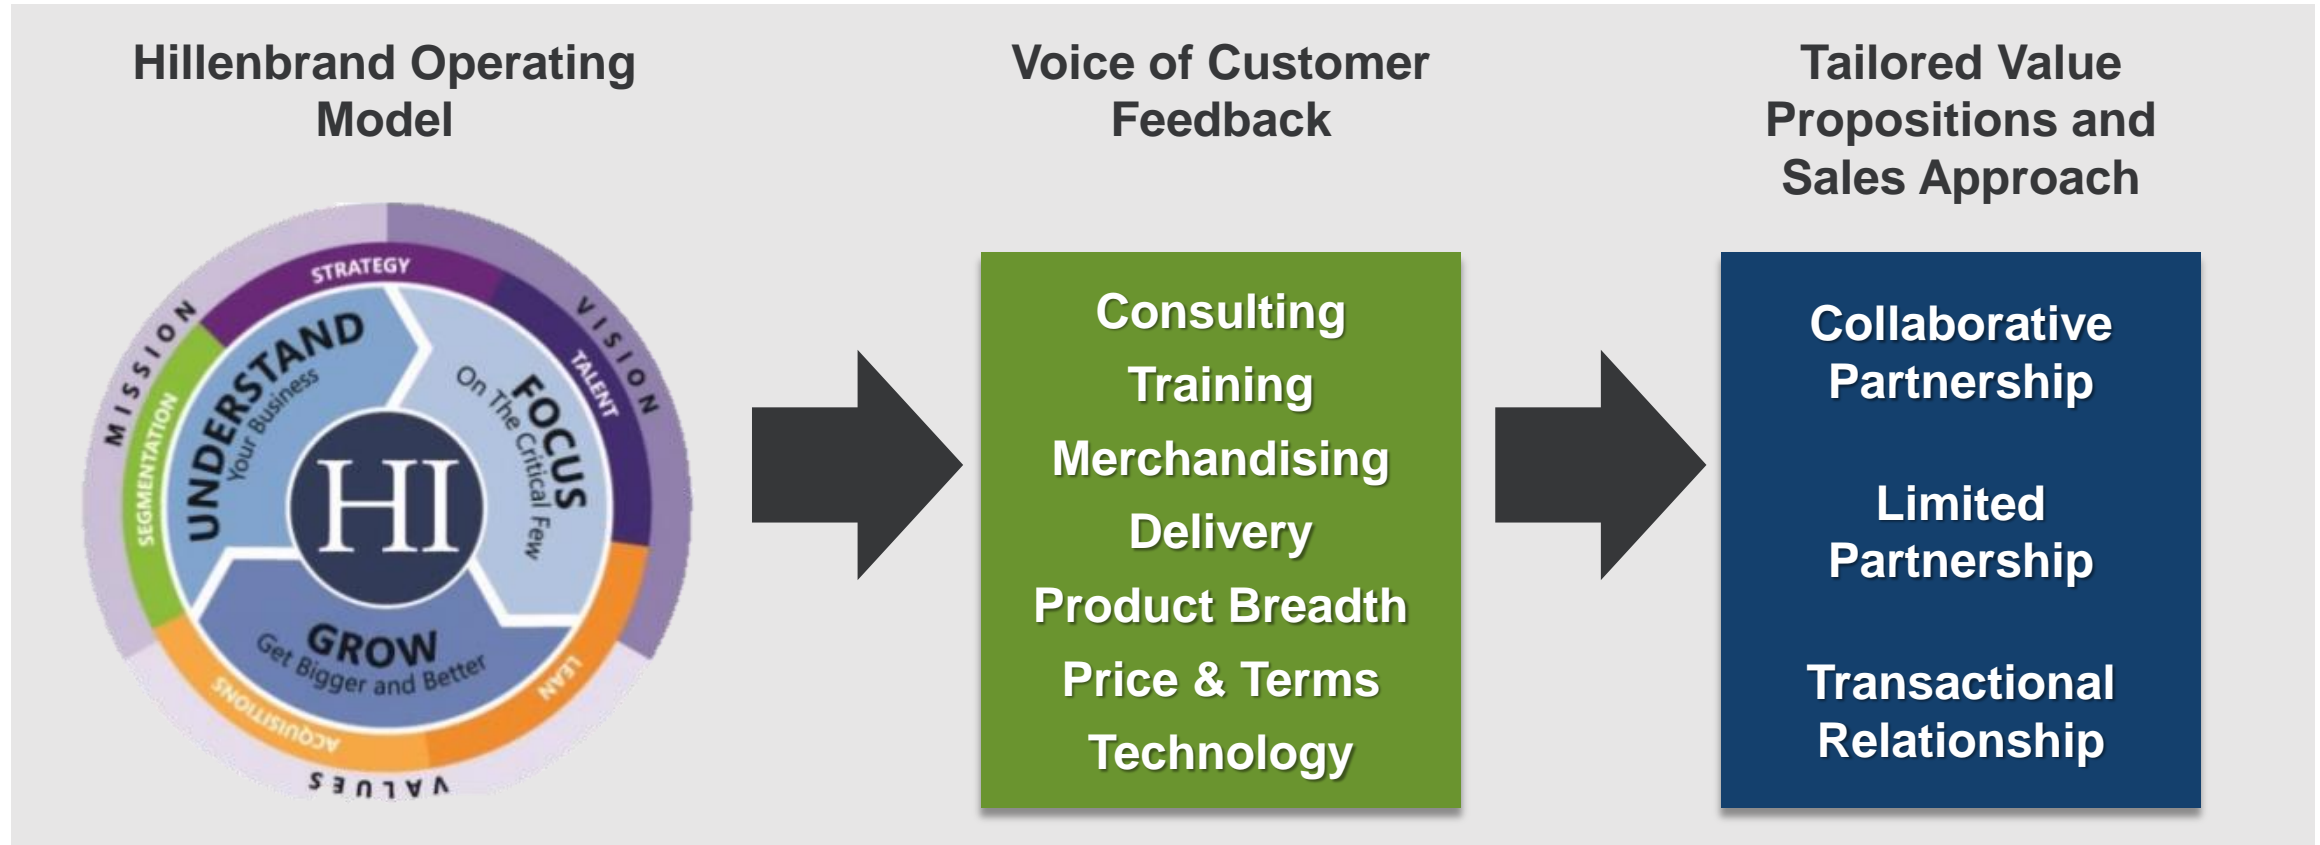 Hillenbrand Operating
Model
MISSION
VISION
VALUES
STRATEGY
TALENT
LEAN
ACQUISITIONS
SEGMENTATION
UNDERSTAND
Your Business
FOCUS
On The Critical Few
GROW
Get Bigger and Better
HI
Voice of Customer
Feedback
Consulting
Training
Merchandising
Delivery
Product Breadth
Price & Terms
Technology
Tailored Value
Propositions and
Sales Approach
Collaborative
Partnership
Limited
Partnership
Transactional
Relationship